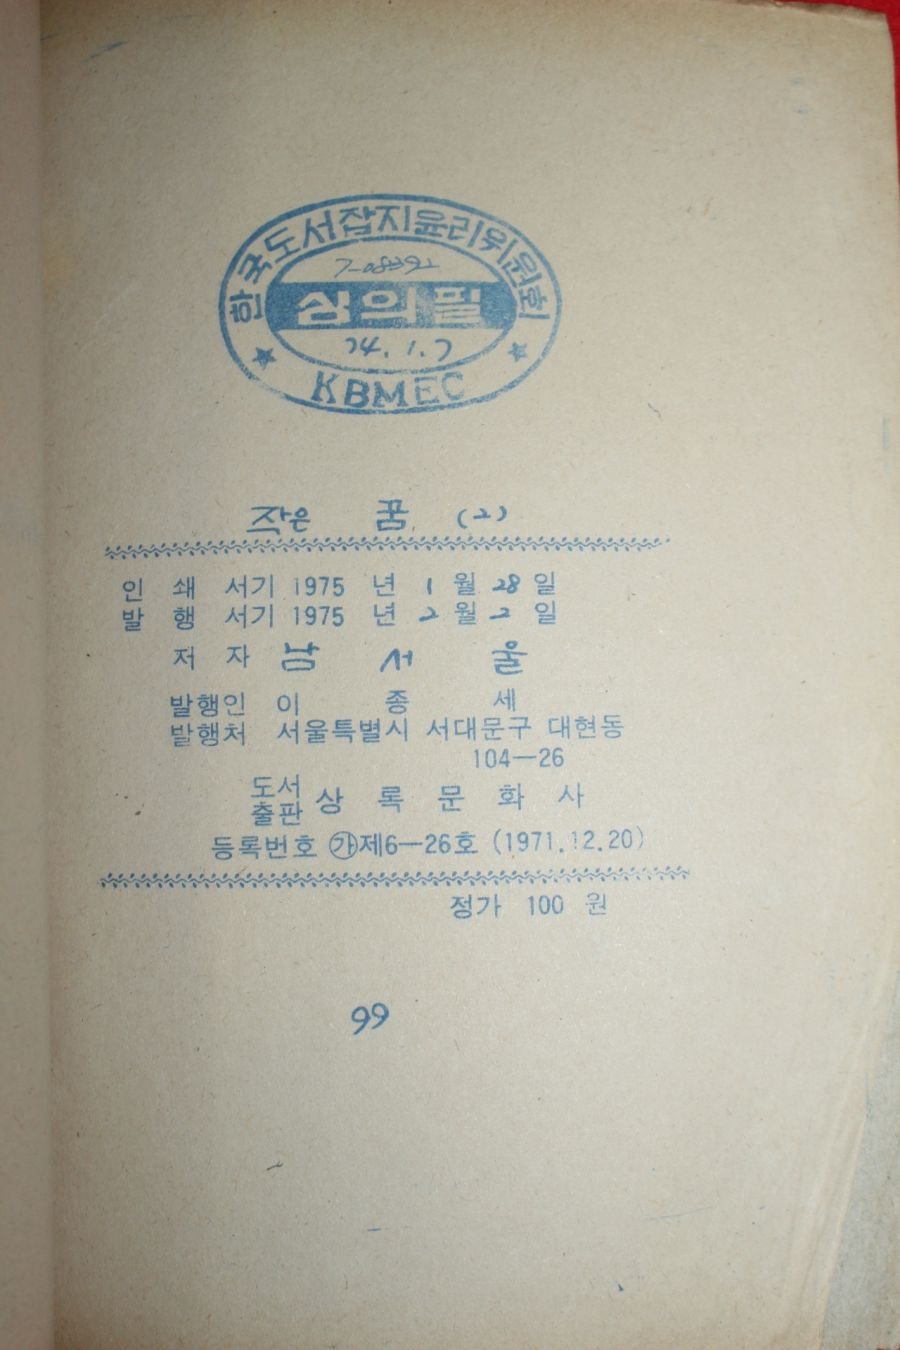 한국도서잡지윤리위원회
심의필
74.1.7
KBMEC
작은 꿈 (2)
인 쇄 서기 1975 년 1 월 28 일
발 행 서기 1975 년 2 월 2 일
저 자 남 서 울
발행인 이 종 세
발행처 서울특별시 서대문구 대현동
104—26
도서출판 상 록 문 화 사
등록번호 ㉮제6—26호 (1971.12.20)
정가 100 원
99